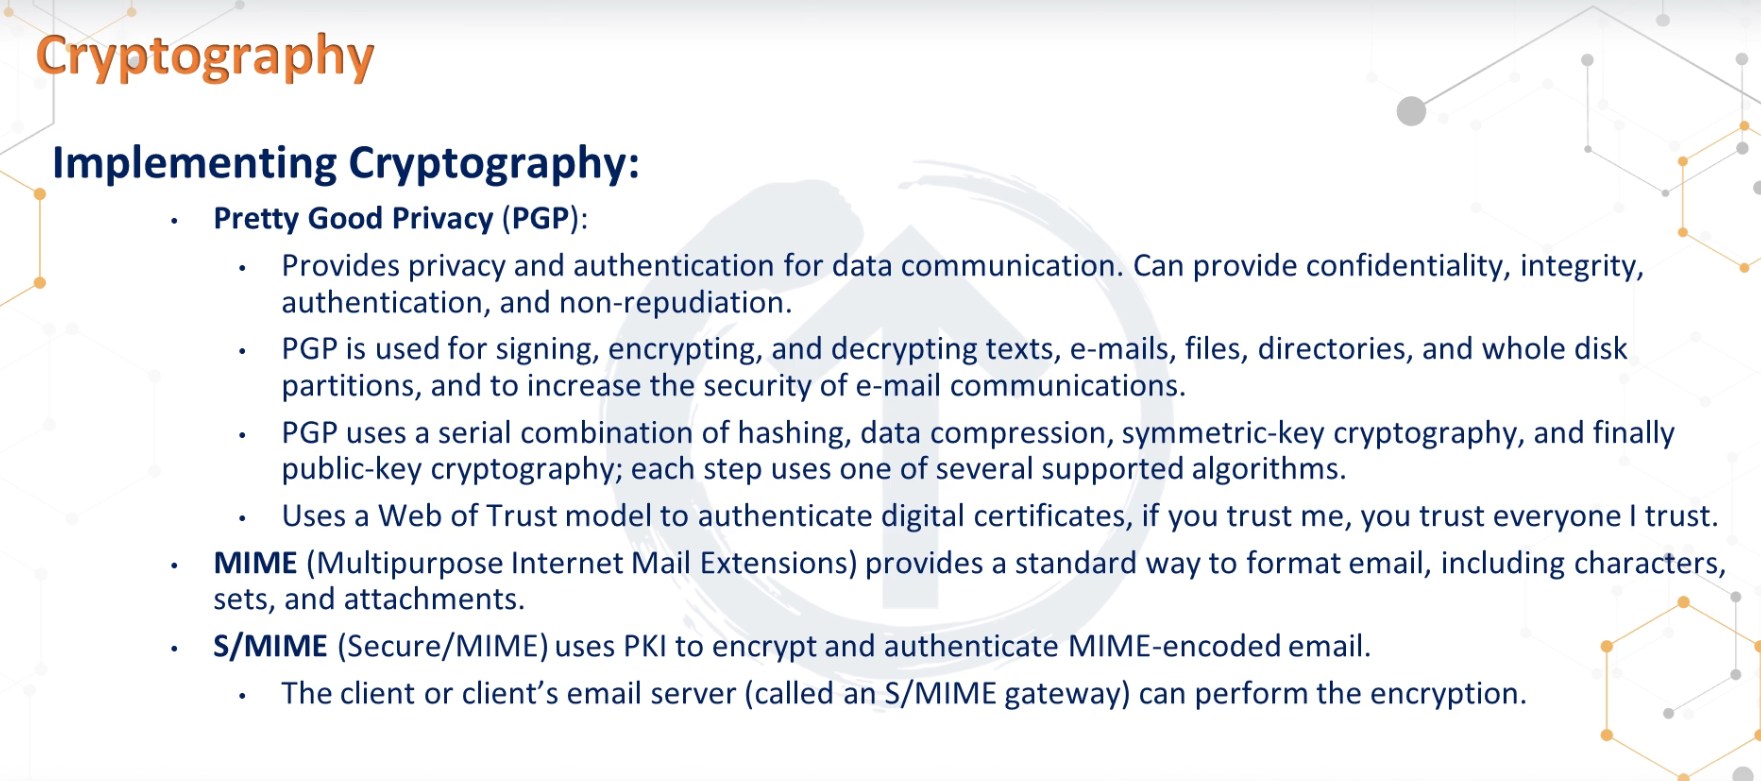 Cryptography
Implementing Cryptography:
• Pretty Good Privacy (PGP):
• Provides privacy and authentication for data communication. Can provide confidentiality, integrity,
authentication, and non-repudiation.
• PGP is used for signing, encrypting, and decrypting texts, e-mails, files, directories, and whole disk
partitions, and to increase the security of e-mail communications.
• PGP uses a serial combination of hashing, data compression, symmetric-key cryptography, and finally
public-key cryptography; each step uses one of several supported algorithms.
• Uses a Web of Trust model to authenticate digital certificates, if you trust me, you trust everyone I trust.
• MIME (Multipurpose Internet Mail Extensions) provides a standard way to format email, including characters,
sets, and attachments.
• S/MIME (Secure/MIME) uses PKI to encrypt and authenticate MIME-encoded email.
• The client or client’s email server (called an S/MIME gateway) can perform the encryption.